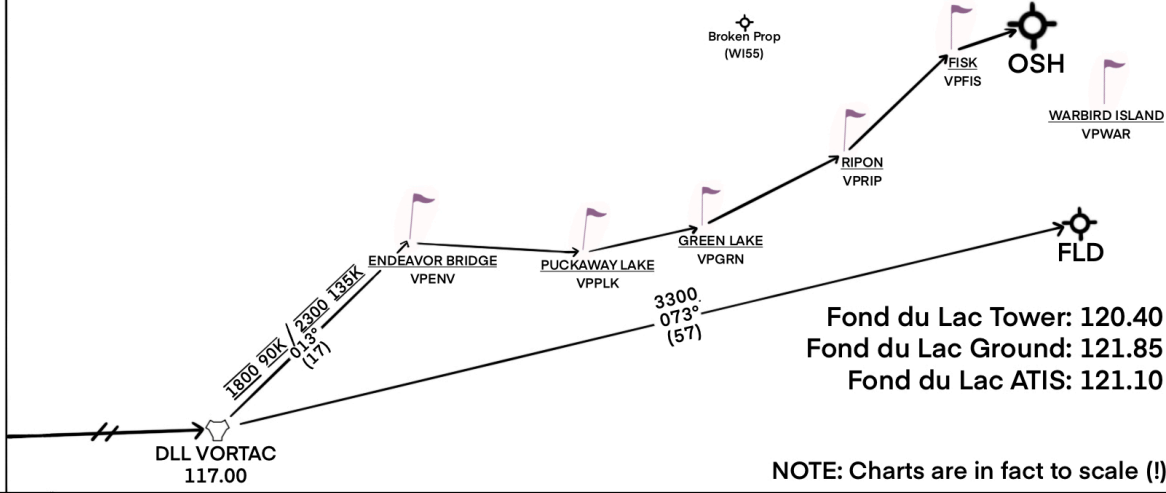 Broken Prop
(WI55)
OSH
FISK
VPFIS
WARBIRD ISLAND
VPWAR
RIPON
VPRIP
GREEN LAKE
VPGRN
ENDEAVOR BRIDGE
VPENV
PUCKAWAY LAKE
VPPLK
FLD
1800 90K / 2300 135K
013°
(17)
3300
073°
(57)
Fond du Lac Tower: 120.40
Fond du Lac Ground: 121.85
Fond du Lac ATIS: 121.10
DLL VORTAC
117.00
NOTE: Charts are in fact to scale (!)